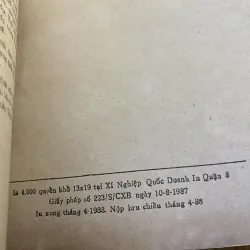 In 4.000 quyển khổ 13x19 tại Xí Nghiệp Quốc Doanh In Quận 8
Giấy phép số 223/S/CXB ngày 10-8-1987
In xong tháng 4-1988. Nộp lưu chiểu tháng 4-88